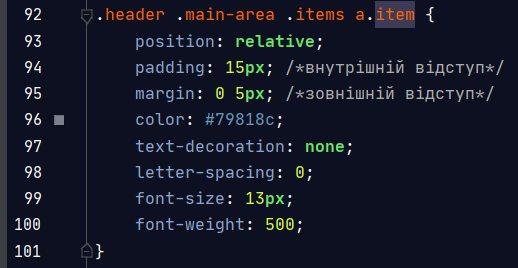 92 .header .main-area .items a.item {
93 position: relative;
94 padding: 15px; /*внутрішній відступ*/
95 margin: 0 5px; /*зовнішній відступ*/
96 color: #79818c;
97 text-decoration: none;
98 letter-spacing: 0;
99 font-size: 13px;
100 font-weight: 500;
101 }